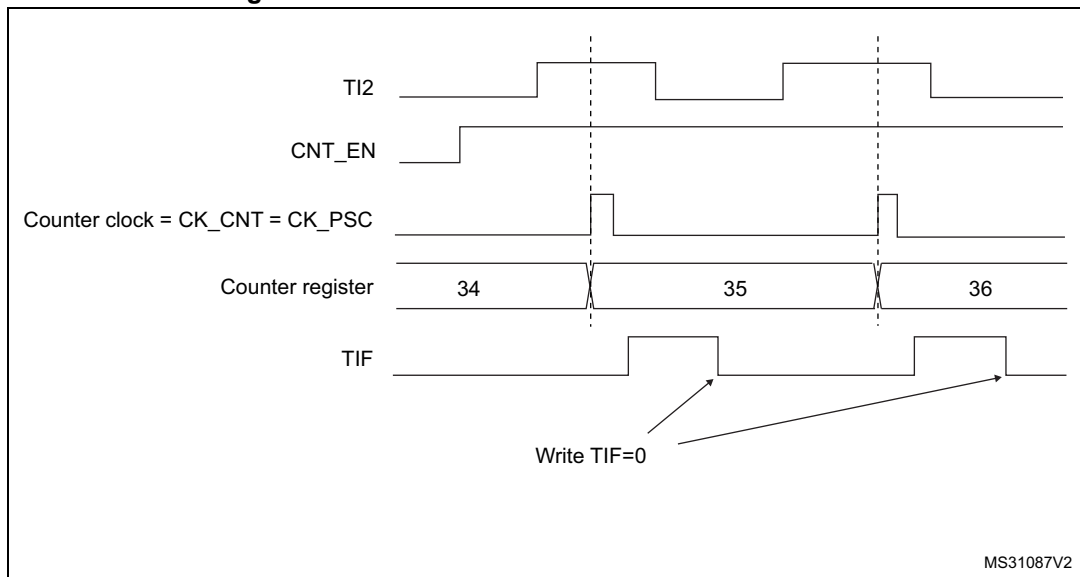 TI2
CNT_EN
Counter clock = CK_CNT = CK_PSC
Counter register
34
35
36
TIF
Write TIF=0
MS31087V2